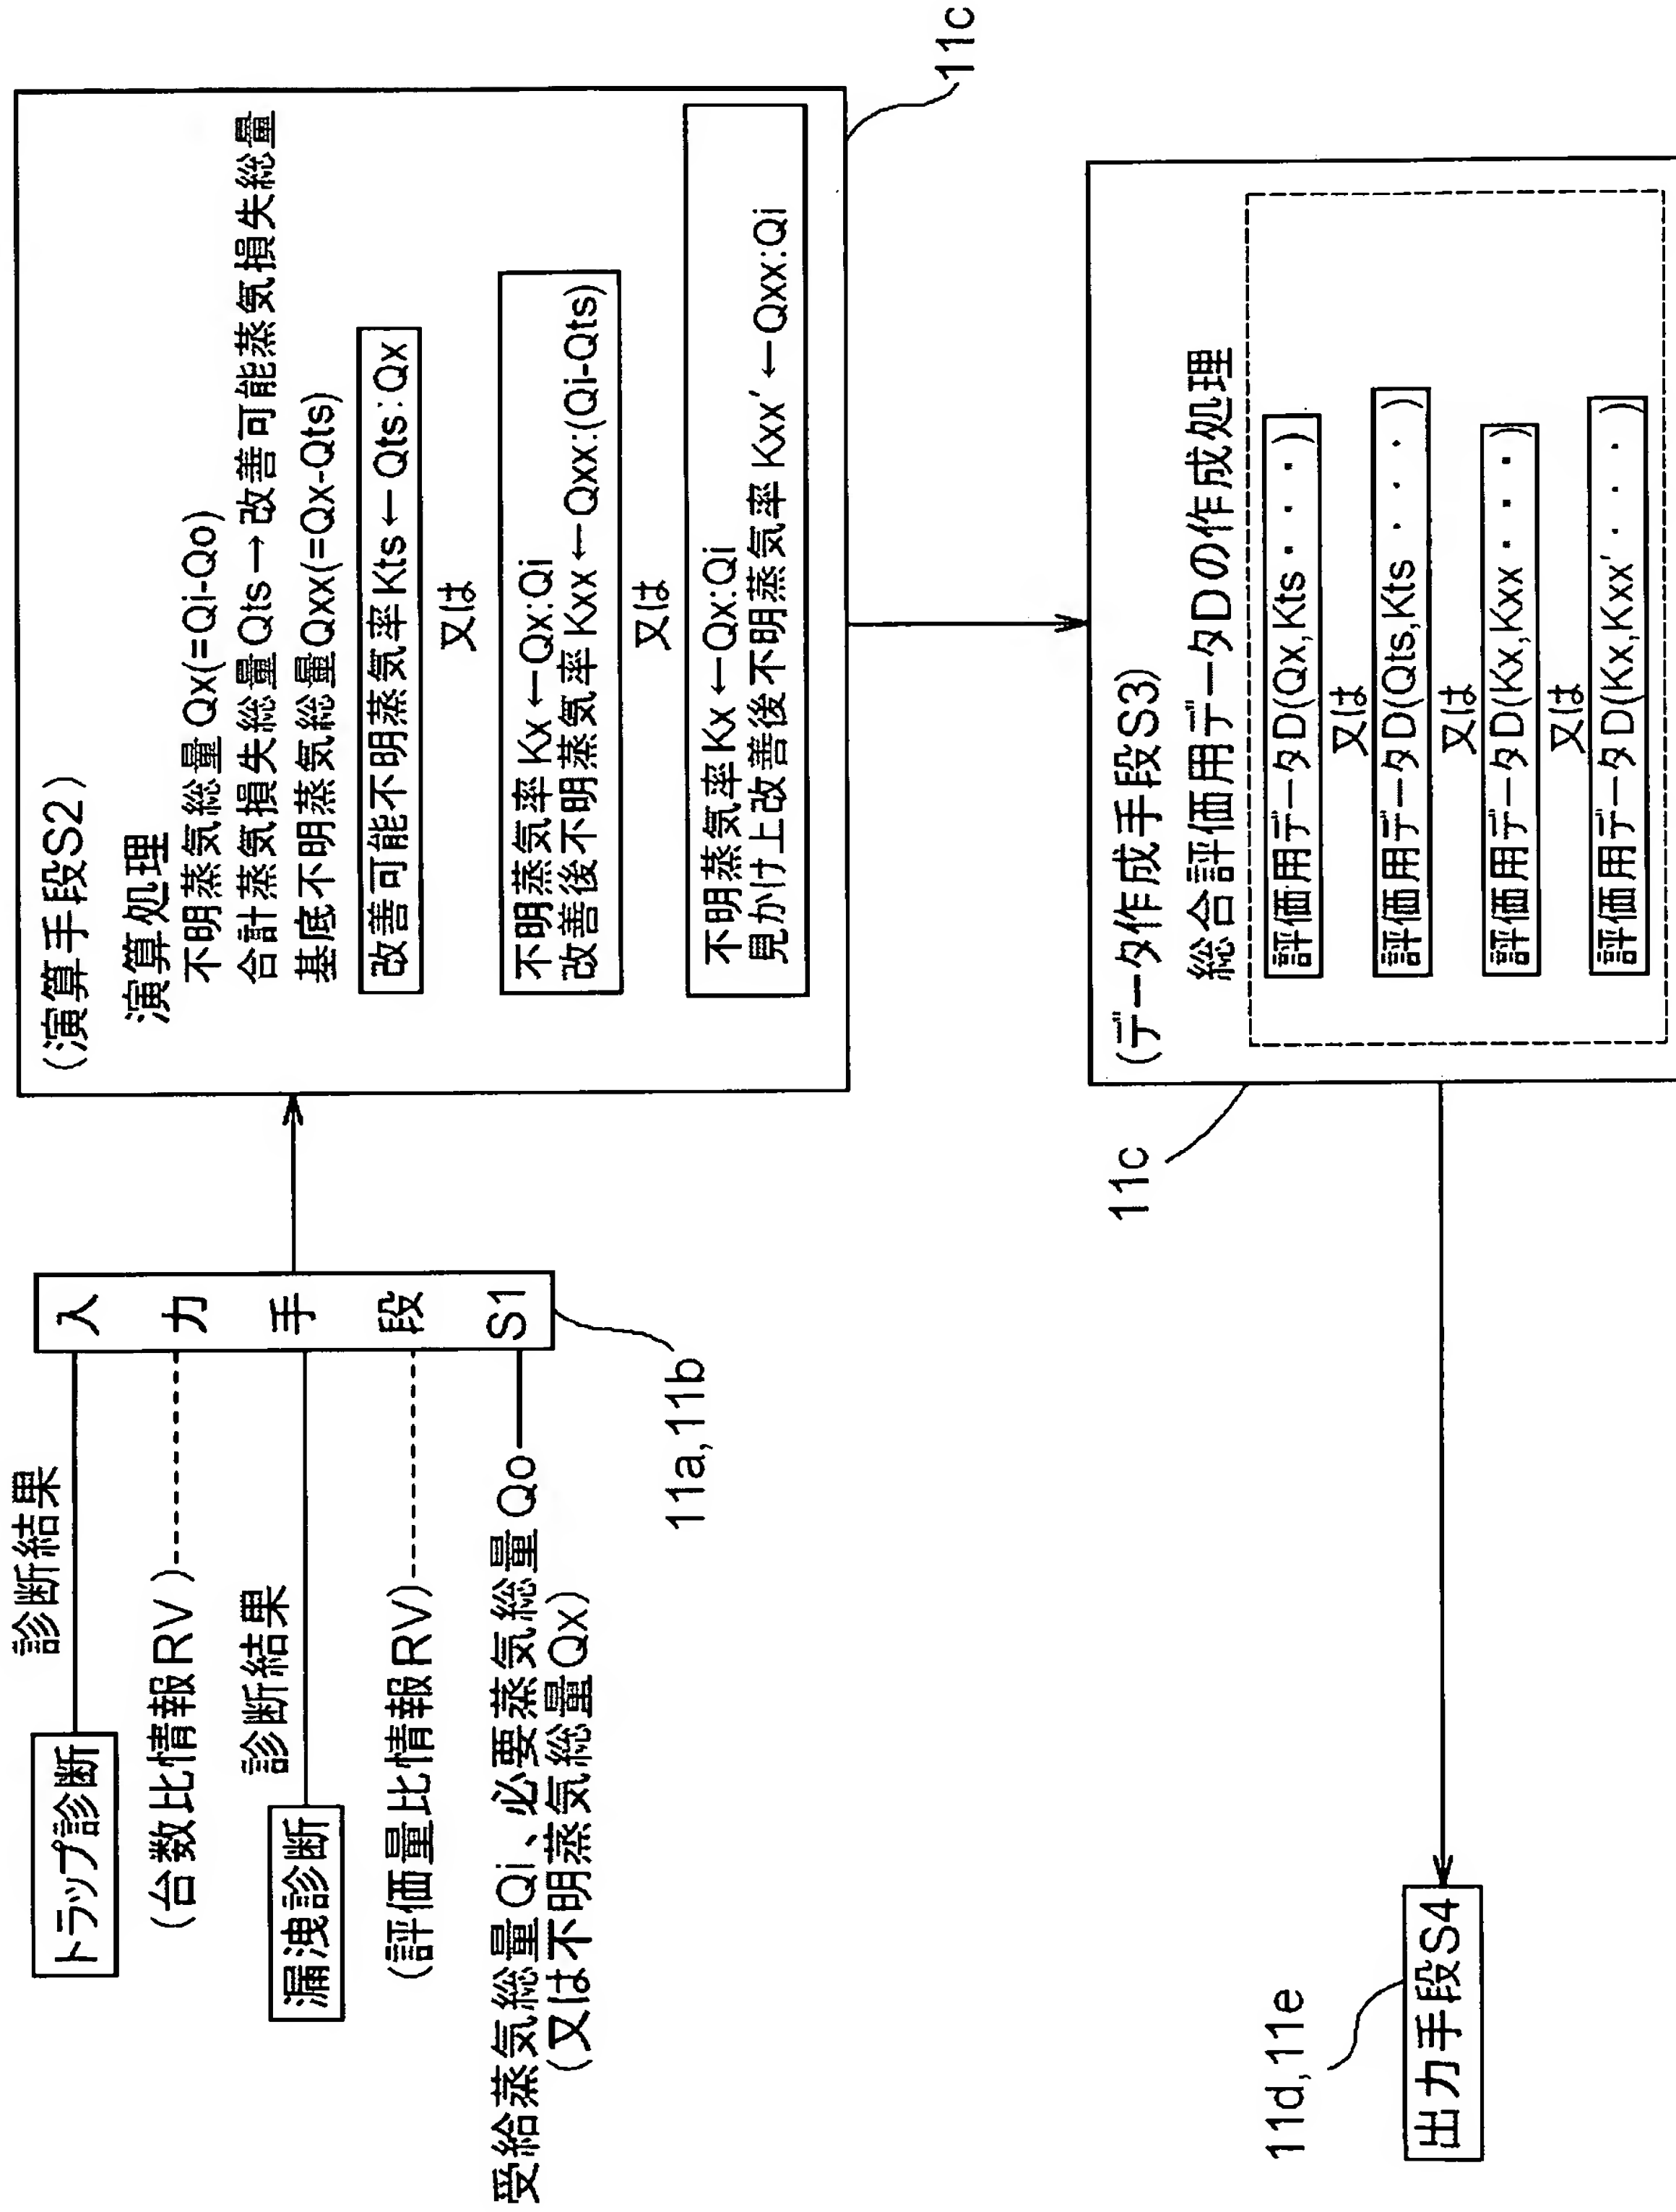 トラップ診断
診断結果
(台数比情報RV)
漏洩診断
診断結果
(評価量比情報RV)
受給蒸気総量Qi、必要蒸気総量Qo
(又は不明蒸気総量Qx)
入力手段S1
11a,11b
(演算手段S2)
演算処理
不明蒸気総量Qx(=Qi-Qo)
合計蒸気損失総量Qts→改善可能蒸気損失総量
基底不明蒸気総量Qxx(=Qx-Qts)
改善可能不明蒸気率Kts←Qts:Qx
又は
不明蒸気率Kx←Qx:Qi
改善後不明蒸気率Kxx←Qxx:(Qi-Qts)
又は
不明蒸気率Kx←Qx:Qi
見かけ上改善後不明蒸気率Kxx'←Qxx:Qi
11c
(データ作成手段S3)
総合評価用データDの作成処理
評価用データD(Qx,Kts・・・)
又は
評価用データD(Qts,Kts・・・)
又は
評価用データD(Kx,Kxx・・・)
又は
評価用データD(Kx,Kxx'・・・)
11c
11d,11e
出力手段S4